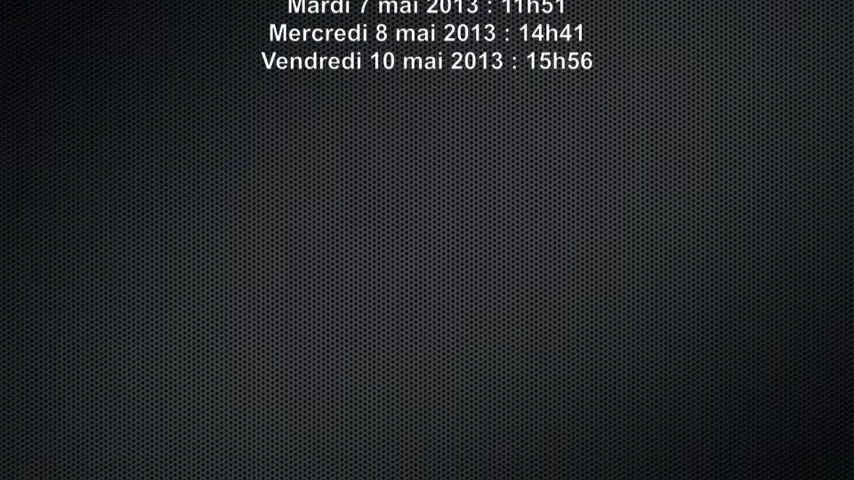 Mardi 7 mai 2013 : 11h51
Mercredi 8 mai 2013 : 14h41
Vendredi 10 mai 2013 : 15h56